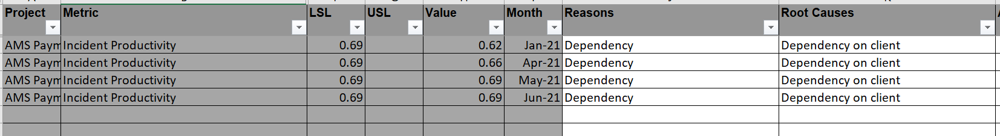 Project Metric LSL USL Value Month Reasons Root Causes
AMS Paym Incident Productivity 0.69 0.62 Jan-21 Dependency Dependency on client
AMS Paym Incident Productivity 0.69 0.66 Apr-21 Dependency Dependency on client
AMS Paym Incident Productivity 0.69 0.69 May-21 Dependency Dependency on client
AMS Paym Incident Productivity 0.69 0.69 Jun-21 Dependency Dependency on client